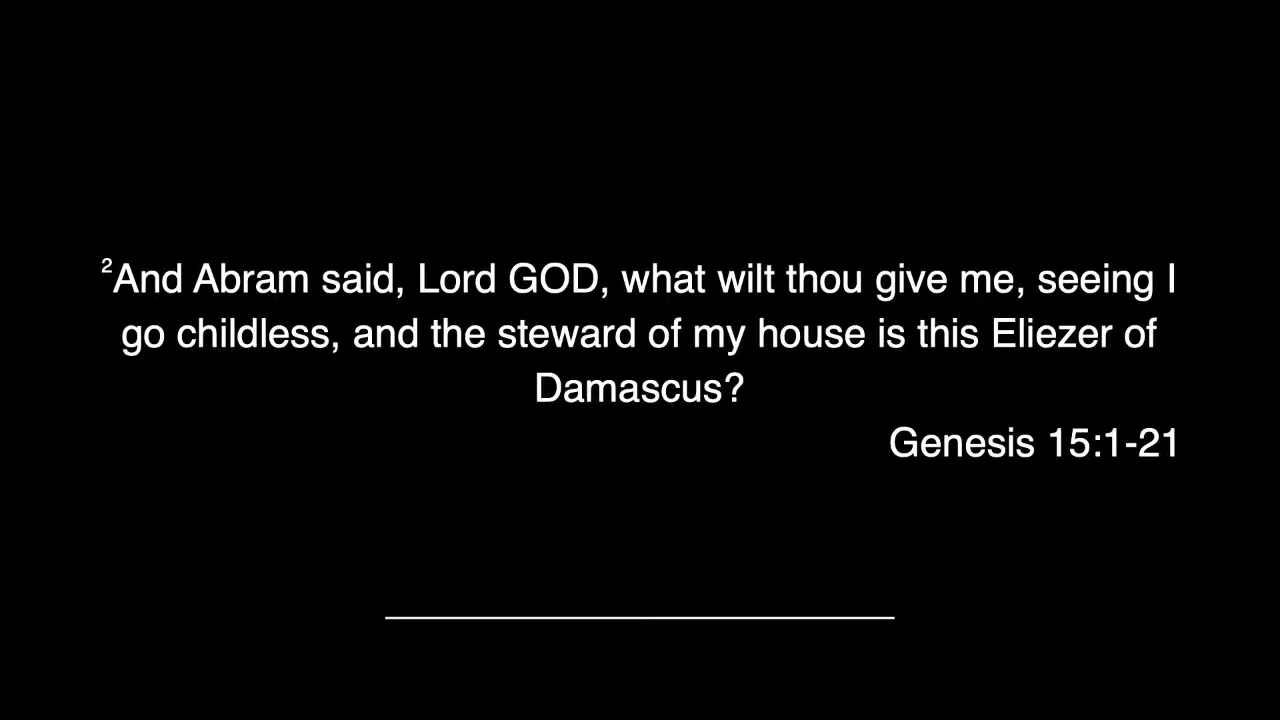 ²And Abram said, Lord GOD, what wilt thou give me, seeing I
go childless, and the steward of my house is this Eliezer of
Damascus?
Genesis 15:1-21